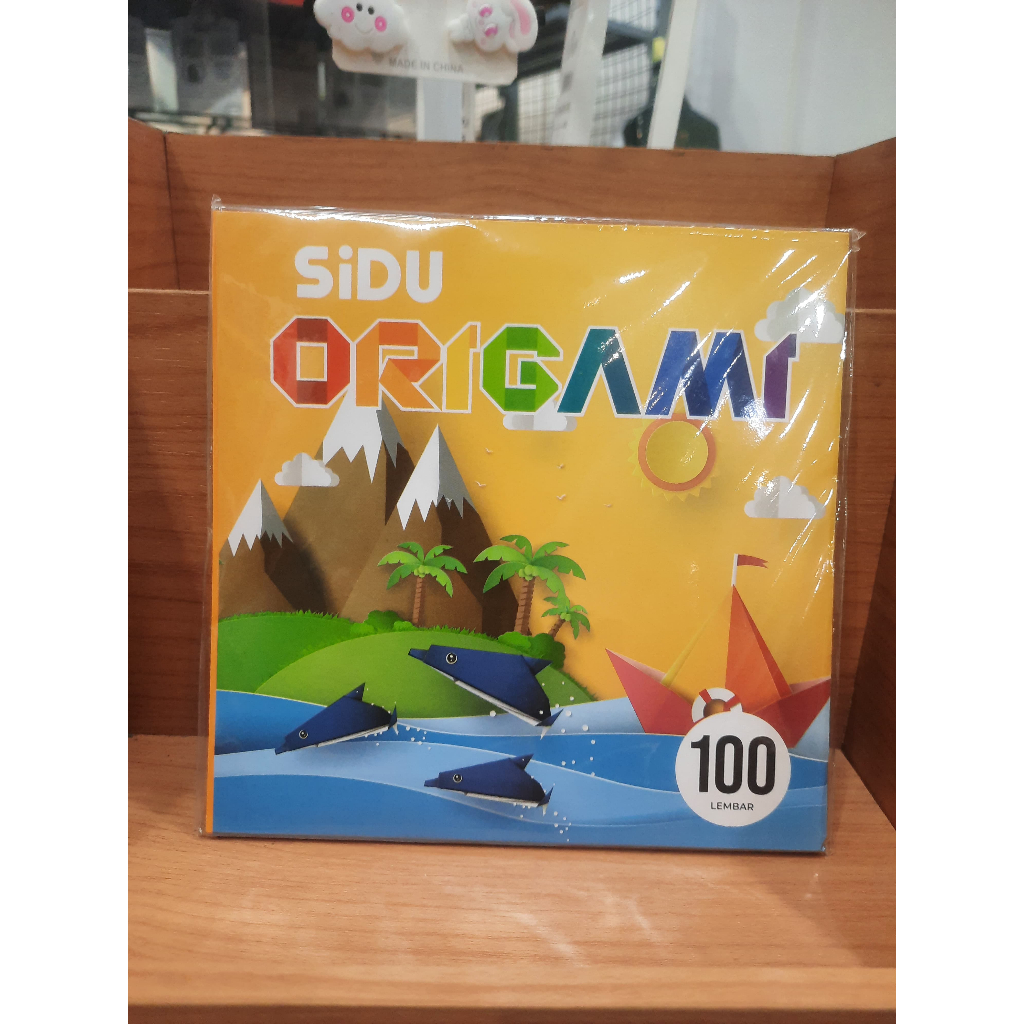 MADE IN CHINA
SiDU
ORIGAMI
100
LEMBAR